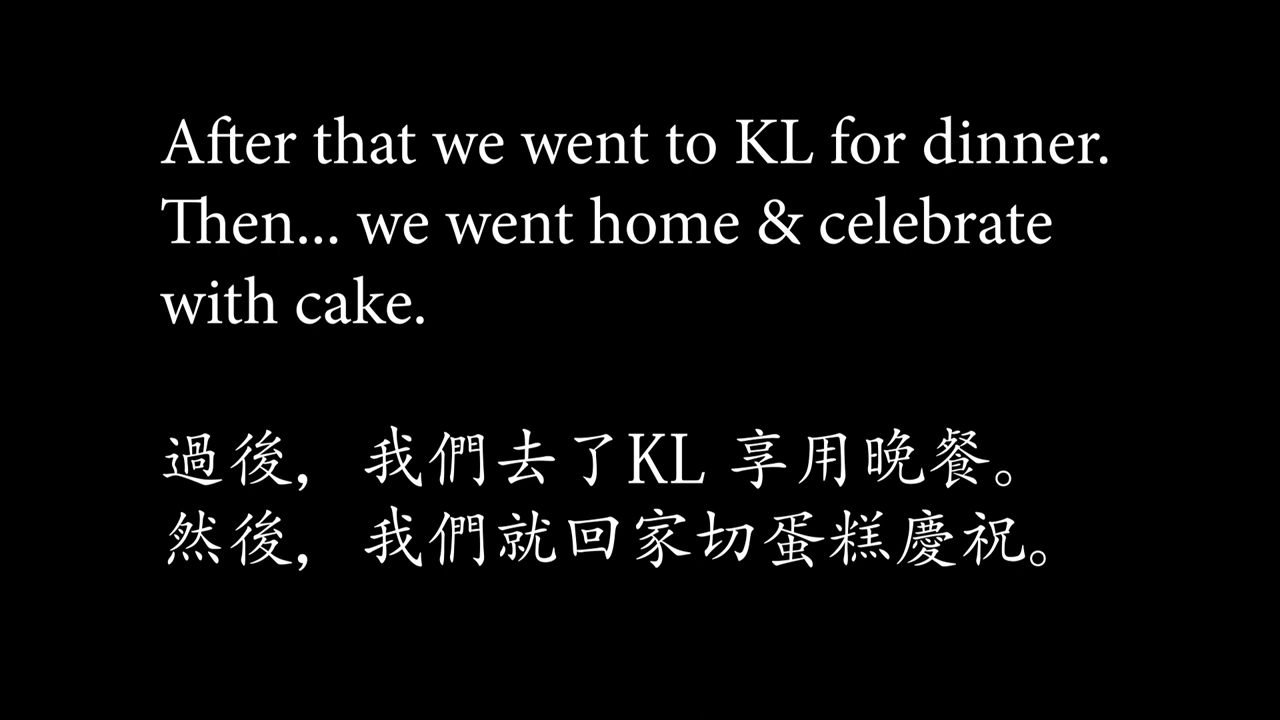 After that we went to KL for dinner.
Then... we went home & celebrate
with cake.
過後，我們去了KL 享用晚餐。
然後，我們就回家切蛋糕慶祝。